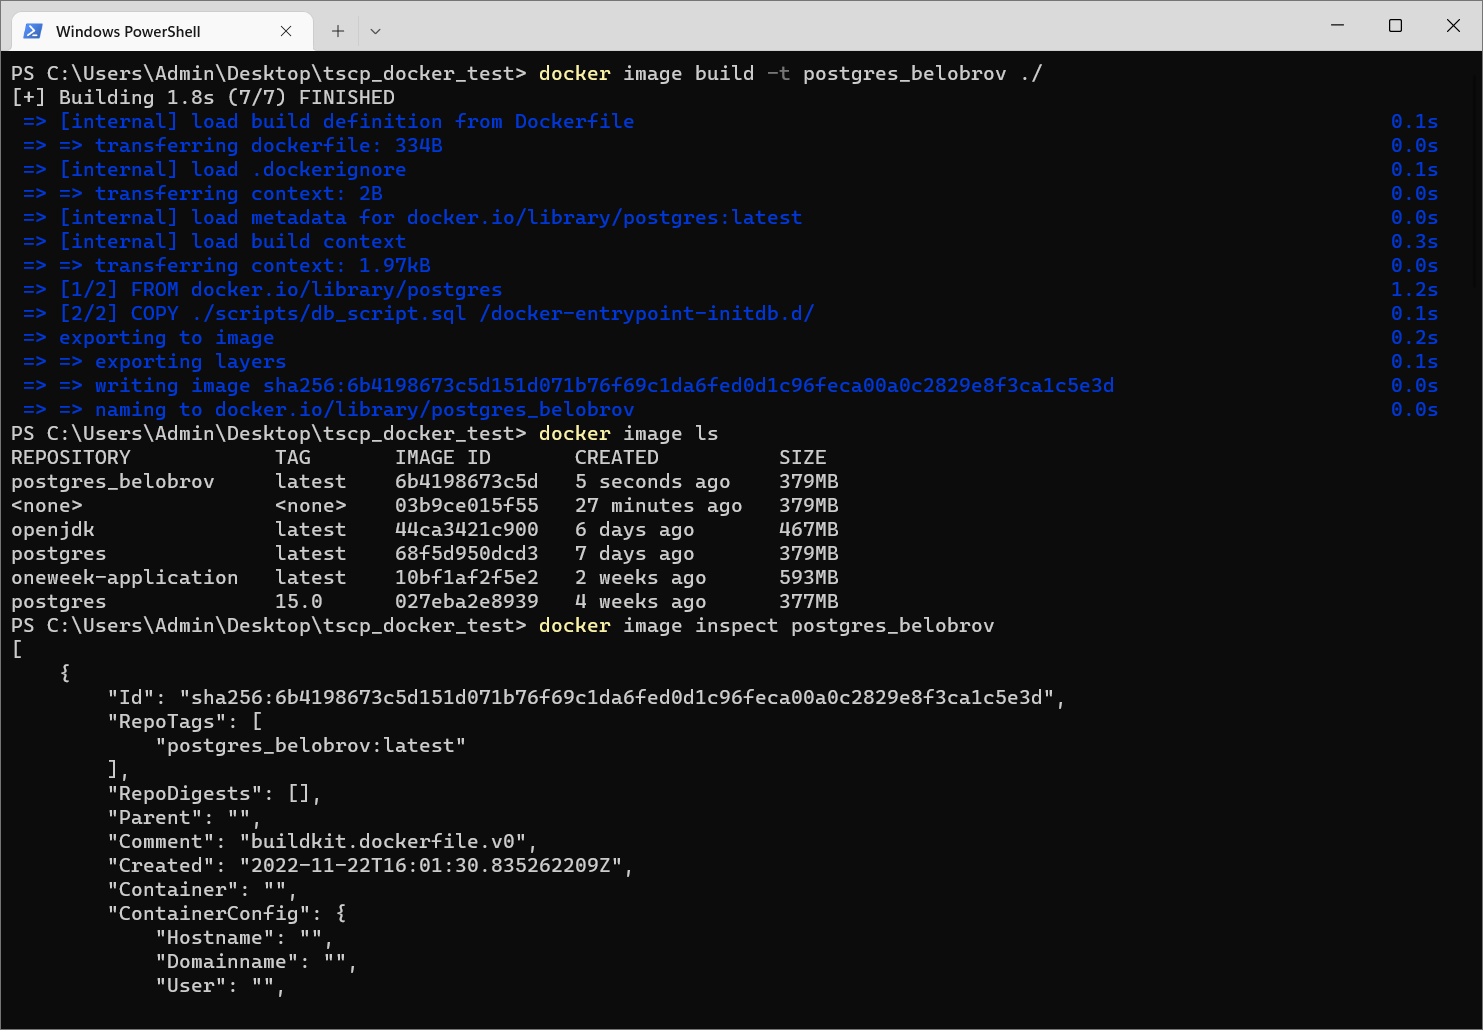 Windows PowerShell
PS C:\Users\Admin\Desktop\tscp_docker_test> docker image build -t postgres_belobrov ./
[+] Building 1.8s (7/7) FINISHED
=> [internal] load build definition from Dockerfile 0.1s
=> => transferring dockerfile: 334B 0.0s
=> [internal] load .dockerignore 0.1s
=> => transferring context: 2B 0.0s
=> [internal] load metadata for docker.io/library/postgres:latest 0.0s
=> [internal] load build context 0.3s
=> => transferring context: 1.97kB 0.0s
=> [1/2] FROM docker.io/library/postgres 1.2s
=> [2/2] COPY ./scripts/db_script.sql /docker-entrypoint-initdb.d/ 0.1s
=> exporting to image 0.2s
=> => exporting layers 0.1s
=> => writing image sha256:6b4198673c5d151d071b76f69c1da6fed0d1c96feca00a0c2829e8f3ca1c5e3d 0.0s
=> => naming to docker.io/library/postgres_belobrov 0.0s
PS C:\Users\Admin\Desktop\tscp_docker_test> docker image ls
REPOSITORY TAG IMAGE ID CREATED SIZE
postgres_belobrov latest 6b4198673c5d 5 seconds ago 379MB
<none> <none> 03b9ce015f55 27 minutes ago 379MB
openjdk latest 44ca3421c900 6 days ago 467MB
postgres latest 68f5d950dcd3 7 days ago 379MB
oneweek-application latest 10bf1af2f5e2 2 weeks ago 593MB
postgres 15.0 027eba2e8939 4 weeks ago 377MB
PS C:\Users\Admin\Desktop\tscp_docker_test> docker image inspect postgres_belobrov
[
    {
        "Id": "sha256:6b4198673c5d151d071b76f69c1da6fed0d1c96feca00a0c2829e8f3ca1c5e3d",
        "RepoTags": [
            "postgres_belobrov:latest"
        ],
        "RepoDigests": [],
        "Parent": "",
        "Comment": "buildkit.dockerfile.v0",
        "Created": "2022-11-22T16:01:30.835262209Z",
        "Container": "",
        "ContainerConfig": {
            "Hostname": "",
            "Domainname": "",
            "User": "",